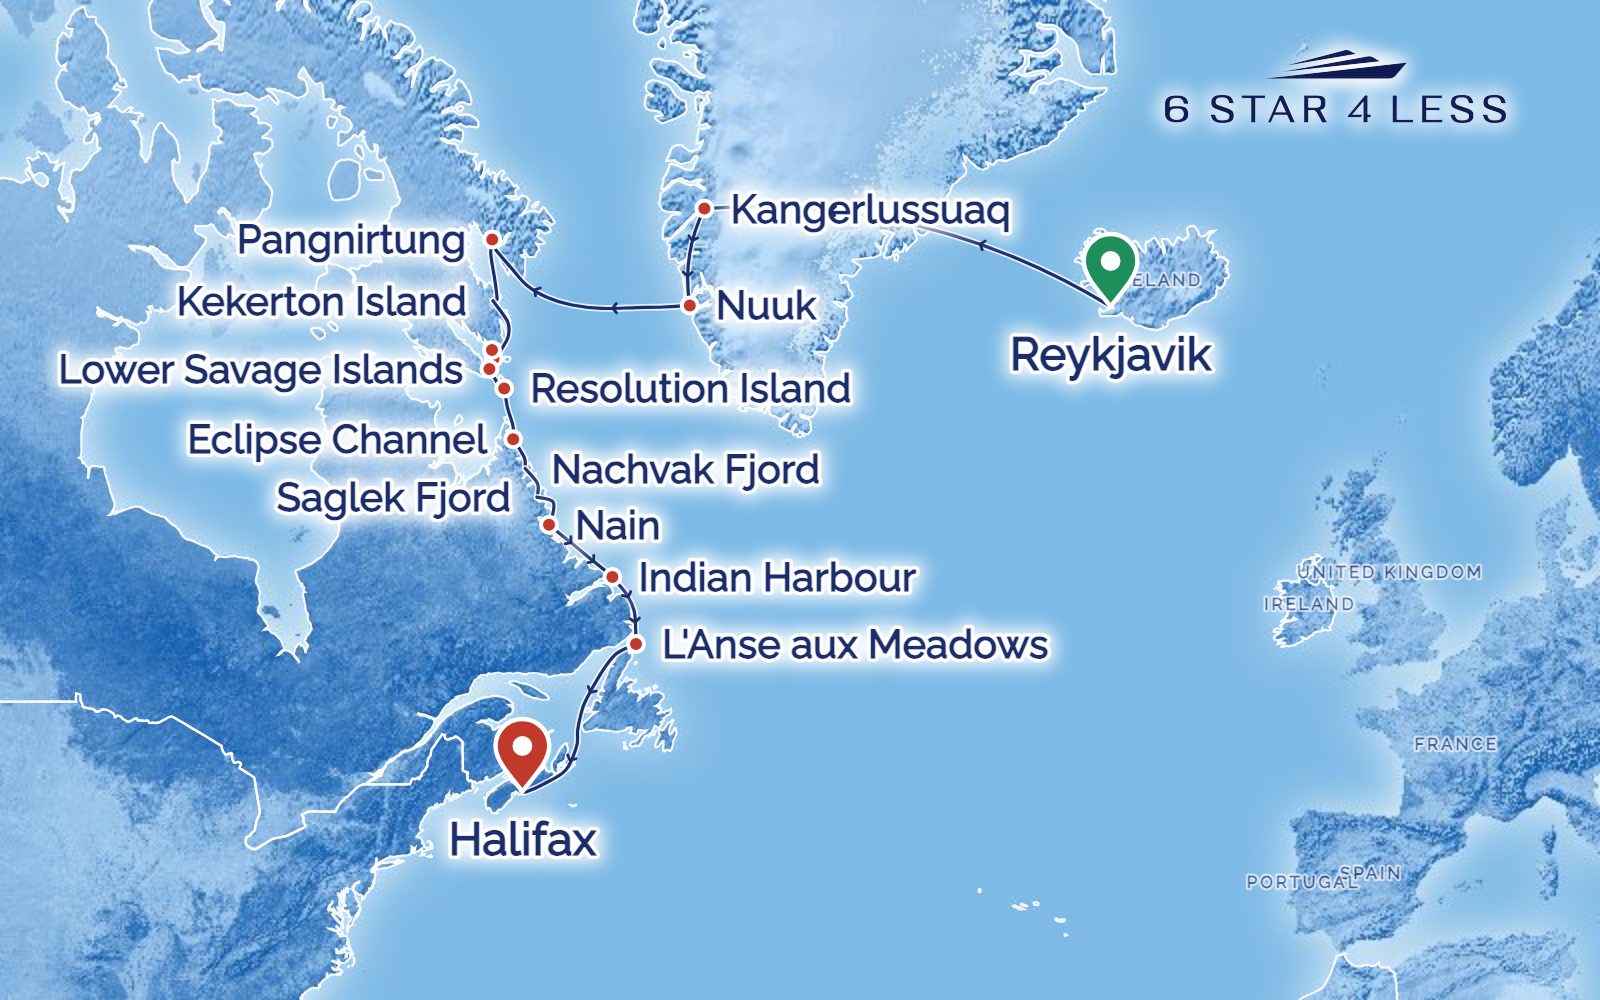 6 STAR 4 LESS
Kangerlussuaq
Pangnirtung
ELAND
Kekerton Island
Nuuk
Reykjavik
Lower Savage Islands
Resolution Island
Eclipse Channel
Nachvak Fjord
Saglek Fjord
Nain
Indian Harbour
UNITED KINGDOM
IRELAND
L'Anse aux Meadows
FRANCE
Halifax
SPAIN
PORTUGAL